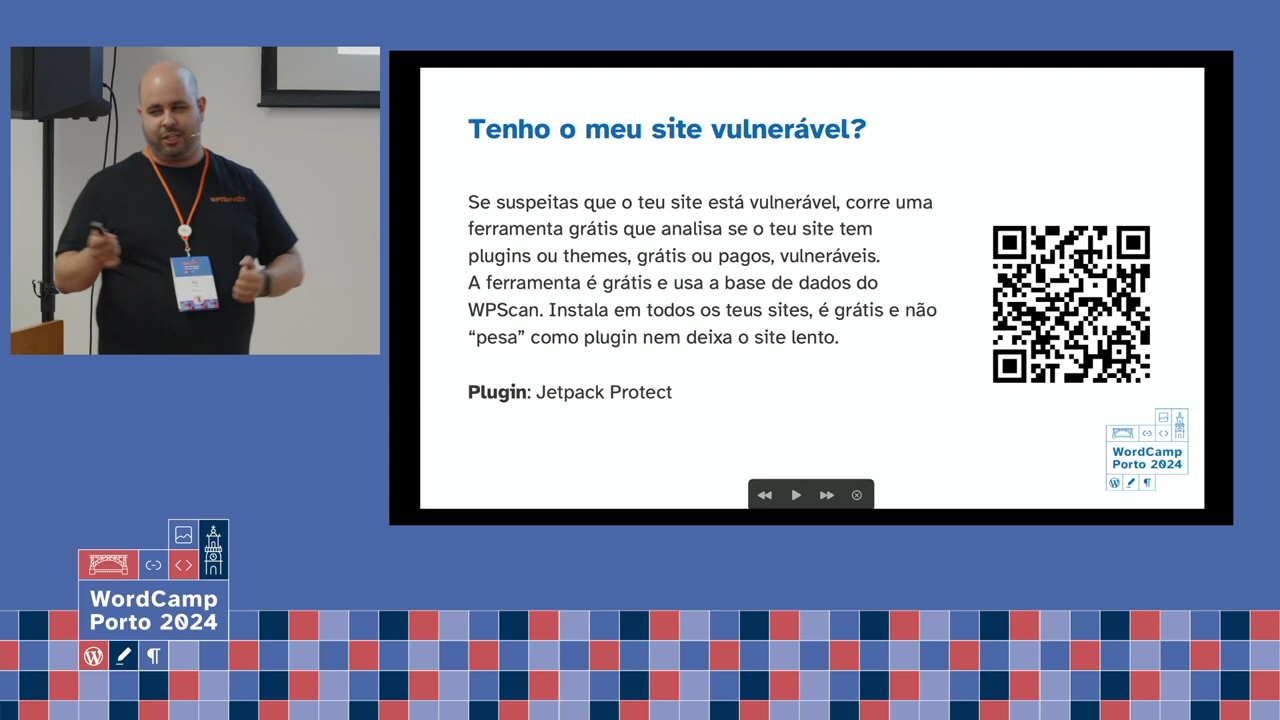 Tenho o meu site vulnerável?
Se suspeitas que o teu site está vulnerável, corre uma
ferramenta grátis que analisa se o teu site tem
plugins ou themes, grátis ou pagos, vulneráveis.
A ferramenta é grátis e usa a base de dados do
WPScan. Instala em todos os teus sites, é grátis e não
“pesa” como plugin nem deixa o site lento.
Plugin: Jetpack Protect
WordCamp
Porto 2024
WordCamp
Porto 2024